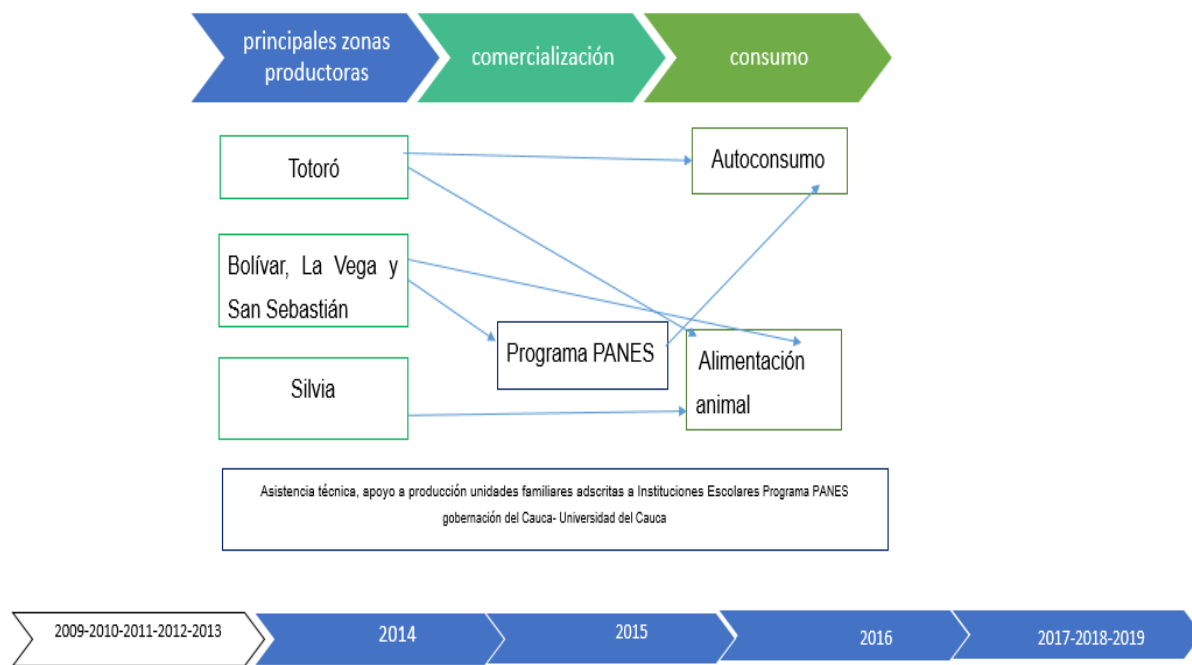 principales zonas
productoras
comercialización
consumo
Totoró
Autoconsumo
Bolívar, La Vega y
San Sebastián
Programa PANES
Alimentación
animal
Silvia
Asistencia técnica, apoyo a producción unidades familiares adscritas a Instituciones Escolares Programa PANES
gobernación del Cauca- Universidad del Cauca
2009-2010-2011-2012-2013
2014
2015
2016
2017-2018-2019